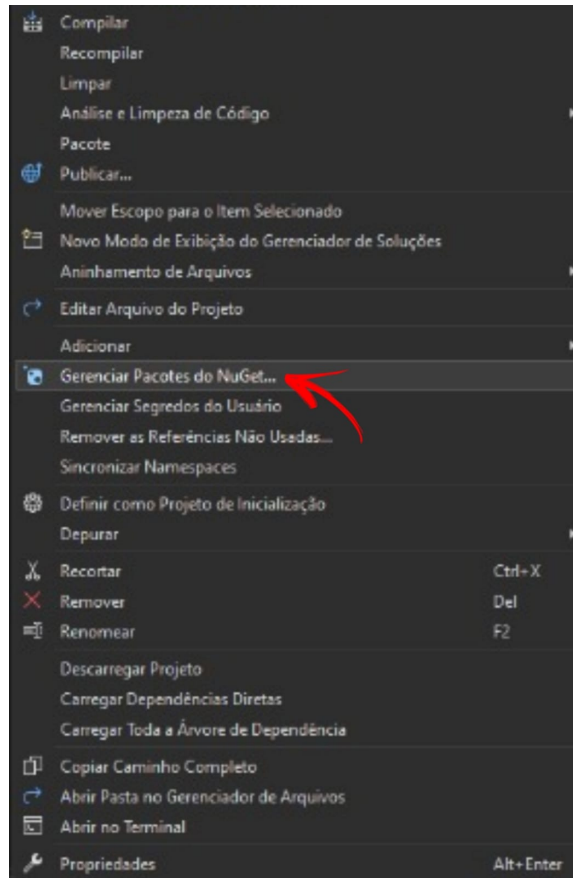 Compilar
Recompilar
Limpar
Análise e Limpeza de Código
Pacote
Publicar...
Mover Escopo para o Item Selecionado
Novo Modo de Exibição do Gerenciador de Soluções
Aninhamento de Arquivos
Editar Arquivo do Projeto
Adicionar
Gerenciar Pacotes do NuGet...
Gerenciar Segredos do Usuário
Remover as Referências Não Usadas...
Sincronizar Namespaces
Definir como Projeto de Inicialização
Depurar
Recortar Ctrl+X
Remover Del
Renomear F2
Descarregar Projeto
Carregar Dependências Diretas
Carregar Toda a Árvore de Dependência
Copiar Caminho Completo
Abrir Pasta no Gerenciador de Arquivos
Abrir no Terminal
Propriedades Alt+Enter